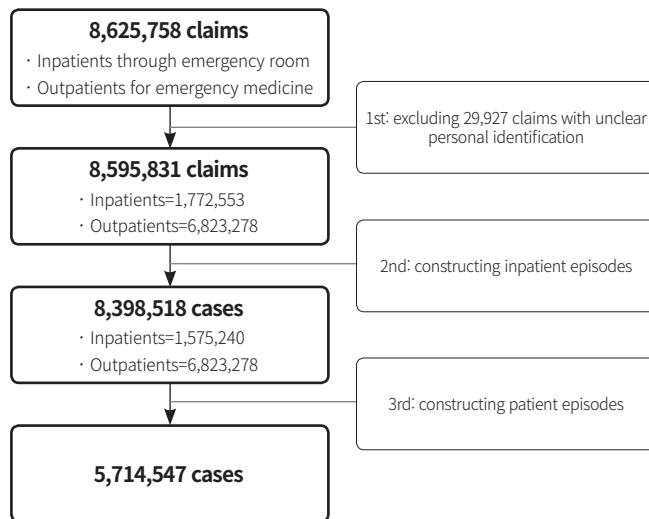 8,625,758 claims
· Inpatients through emergency room
· Outpatients for emergency medicine
1st: excluding 29,927 claims with unclear
personal identification
8,595,831 claims
· Inpatients=1,772,553
· Outpatients=6,823,278
2nd: constructing inpatient episodes
8,398,518 cases
· Inpatients=1,575,240
· Outpatients=6,823,278
3rd: constructing patient episodes
5,714,547 cases